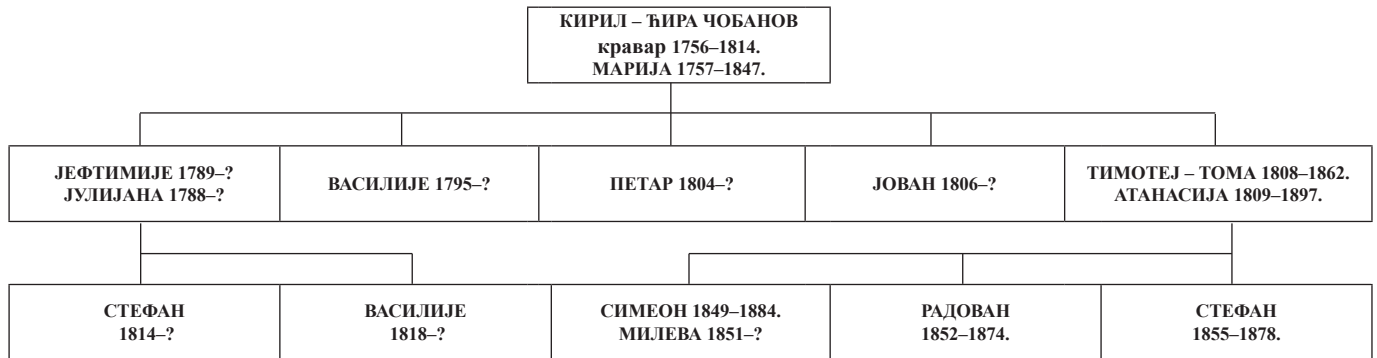 КИРИЛ – ЋИРА ЧОБАНОВ
кравар 1756–1814.
МАРИЈА 1757–1847.
ЈЕФТИМИЈЕ 1789–?
ЈУЛИЈАНА 1788–?
ВАСИЛИЈЕ 1795–?
ПЕТАР 1804–?
ЈОВАН 1806–?
ТИМОТЕЈ – ТОМА 1808–1862.
АТАНАСИЈА 1809–1897.
СТЕФАН
1814–?
ВАСИЛИЈЕ
1818–?
СИМЕОН 1849–1884.
МИЛЕВА 1851–?
РАДОВАН
1852–1874.
СТЕФАН
1855–1878.